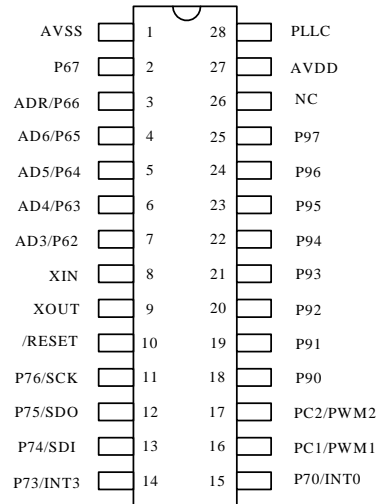 AVSS 1 28 PLLC
P67 2 27 AVDD
ADR/P66 3 26 NC
AD6/P65 4 25 P97
AD5/P64 5 24 P96
AD4/P63 6 23 P95
AD3/P62 7 22 P94
XIN 8 21 P93
XOUT 9 20 P92
/RESET 10 19 P91
P76/SCK 11 18 P90
P75/SDO 12 17 PC2/PWM2
P74/SDI 13 16 PC1/PWM1
P73/INT3 14 15 P70/INT0